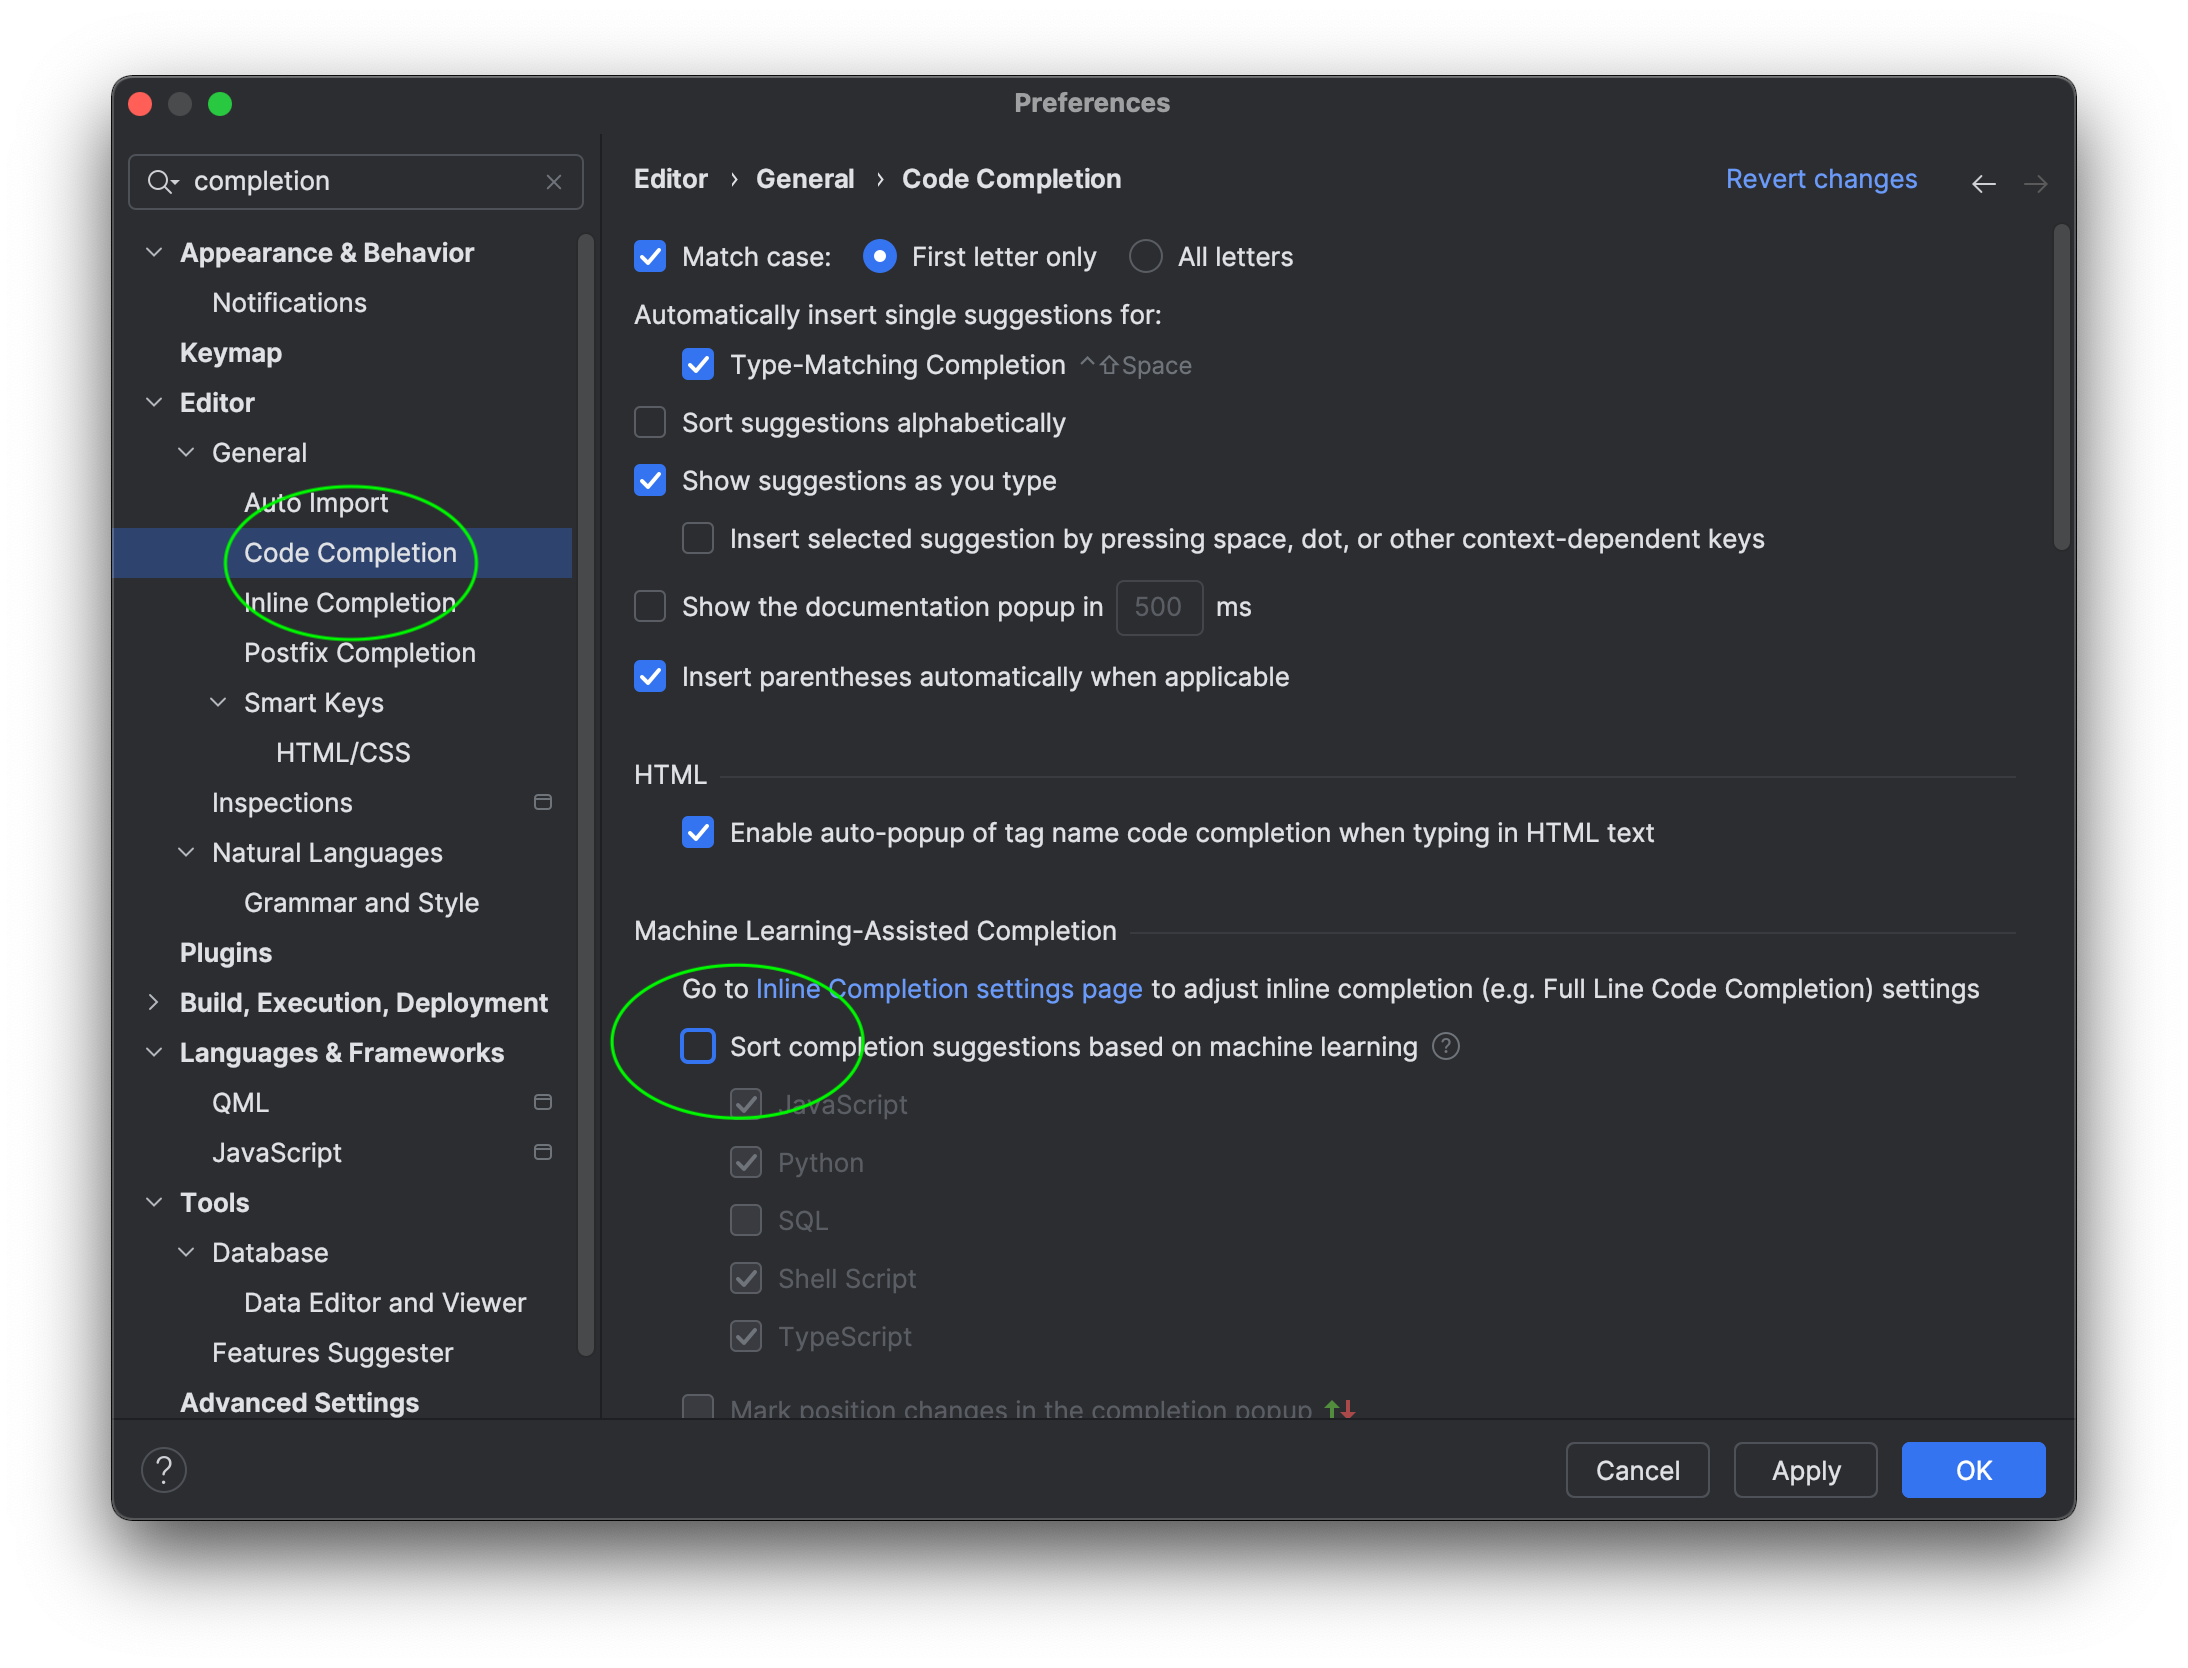 Preferences
completion
Appearance & Behavior
Notifications
Keymap
Editor
General
Auto Import
Code Completion
Inline Completion
Postfix Completion
Smart Keys
HTML/CSS
Inspections
Natural Languages
Grammar and Style
Plugins
Build, Execution, Deployment
Languages & Frameworks
QML
JavaScript
Tools
Database
Data Editor and Viewer
Features Suggester
Advanced Settings
Editor › General › Code Completion
Revert changes
Match case: First letter only All letters
Automatically insert single suggestions for:
Type-Matching Completion ^⇧Space
Sort suggestions alphabetically
Show suggestions as you type
Insert selected suggestion by pressing space, dot, or other context-dependent keys
Show the documentation popup in 500 ms
Insert parentheses automatically when applicable
HTML
Enable auto-popup of tag name code completion when typing in HTML text
Machine Learning-Assisted Completion
Go to Inline Completion settings page to adjust inline completion (e.g. Full Line Code Completion) settings
Sort completion suggestions based on machine learning ?
JavaScript
Python
SQL
Shell Script
TypeScript
Mark position changes in the completion popup
?
Cancel
Apply
OK